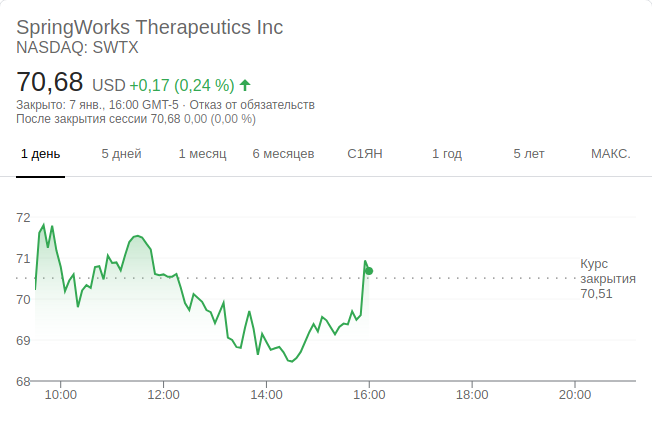 SpringWorks Therapeutics Inc
NASDAQ: SWTX
70,68 USD +0,17 (0,24 %)
Закрыто: 7 янв., 16:00 GMT-5 · Отказ от обязательств
После закрытия сессии 70,68 0,00 (0,00 %)
1 день 5 дней 1 месяц 6 месяцев С1ЯН 1 год 5 лет МАКС.
72
71
Курс
закрытия
70,51
70
69
68
10:00 12:00 14:00 16:00 18:00 20:00